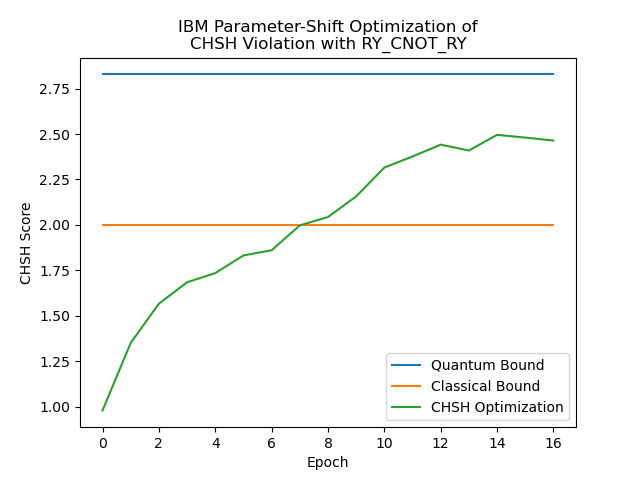 IBM Parameter-Shift Optimization of
CHSH Violation with RY_CNOT_RY
CHSH Score
2.75
2.50
2.25
2.00
1.75
1.50
1.25
1.00
0 2 4 6 8 10 12 14 16
Epoch
Quantum Bound
Classical Bound
CHSH Optimization